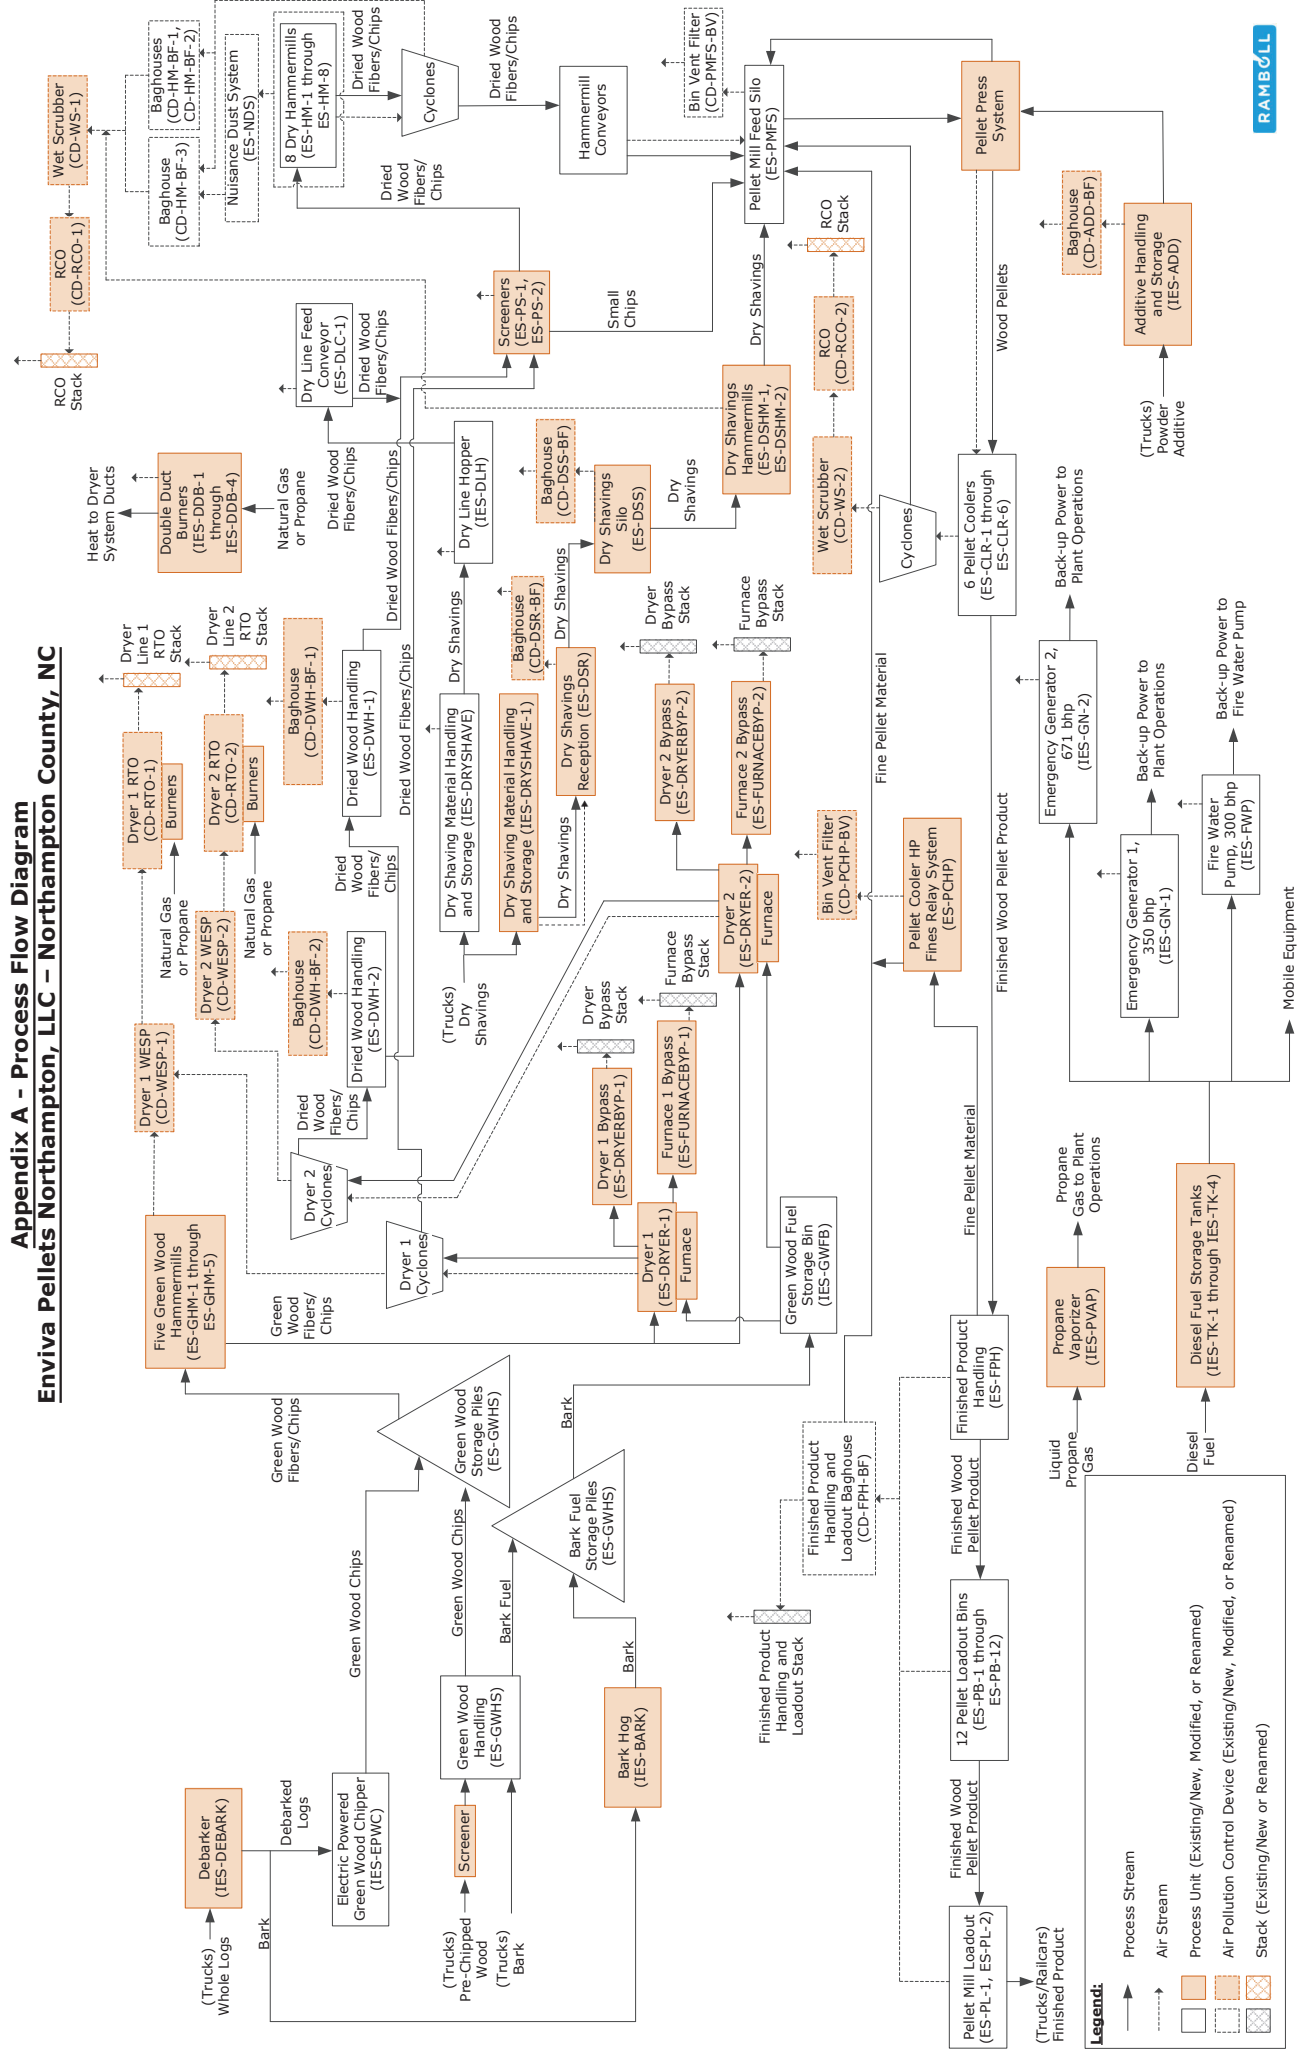 Appendix A - Process Flow Diagram
Enviva Pellets Northampton, LLC – Northampton County, NC
(Trucks)
Whole Logs
Debarker
(IES-DEBARK)
Bark
Debarked
Logs
Electric Powered
Green Wood Chipper
(IES-EPWC)
Green Wood Chips
(Trucks)
Pre-Chipped
Wood
Screener
(Trucks)
Bark
Green Wood
Handling
(ES-GWHS)
Green Wood Chips
Bark Fuel
Bark Hog
(IES-BARK)
Bark
Green Wood
Storage Piles
(ES-GWHS)
Bark Fuel
Storage Piles
(ES-GWHS)
Bark
Green Wood
Fibers/Chips
Five Green Wood
Hammermills
(ES-GHM-1 through
ES-GHM-5)
Green
Wood
Fibers/
Chips
Dryer 1
Cyclones
Dryer 2
Cyclones
Dried
Wood
Fibers/
Chips
Dryer 1
(ES-DRYER-1)
Furnace
Green Wood Fuel
Storage Bin
(IES-GWFB)
Dryer 1 Bypass
(ES-DRYERBYP-1)
Dryer
Bypass
Stack
Furnace 1 Bypass
(ES-FURNACEBYP-1)
Furnace
Bypass
Stack
Dryer 2
(ES-DRYER-2)
Furnace
Dryer 2 Bypass
(ES-DRYERBYP-2)
Dryer
Bypass
Stack
Furnace 2 Bypass
(ES-FURNACEBYP-2)
Furnace
Bypass
Stack
Dryer 1 WESP
(CD-WESP-1)
Dryer 2 WESP
(CD-WESP-2)
Natural Gas
or Propane
Dryer 1 RTO
(CD-RTO-1)
Burners
Dryer
Line 1
RTO
Stack
Natural Gas
or Propane
Dryer 2 RTO
(CD-RTO-2)
Burners
Dryer
Line 2
RTO
Stack
Heat to Dryer
System Ducts
Double Duct
Burners
(IES-DDB-1
through
IES-DDB-4)
Natural Gas
or Propane
Baghouse
(CD-DWH-BF-2)
Dried Wood Handling
(ES-DWH-2)
Dried
Wood
Fibers/
Chips
Baghouse
(CD-DWH-BF-1)
Dried Wood Handling
(ES-DWH-1)
Dried Wood Fibers/Chips
Dried Wood Fibers/Chips
(Trucks)
Dry
Shavings
Dry Shaving Material Handling
and Storage (IES-DRYSHAVE)
Dry Shavings
Dry Shaving Material Handling
and Storage (IES-DRYSHAVE-1)
Dry Shavings
Dry Shavings
Reception (ES-DSR)
Baghouse
(CD-DSR-BF)
Dry Shavings
Dry Line Hopper
(IES-DLH)
Dried Wood
Fibers/Chips
Dry Line Feed
Conveyor
(ES-DLC-1)
Dried Wood
Fibers/Chips
Dry Shavings
Silo
(ES-DSS)
Baghouse
(CD-DSS-BF)
Dry
Shavings
Dry Shavings
Hammermills
(ES-DSHM-1,
ES-DSHM-2)
Dry Shavings
Screeners
(ES-PS-1,
ES-PS-2)
Small
Chips
Dried
Wood
Fibers/
Chips
RCO
Stack
RCO
(CD-RCO-1)
Wet Scrubber
(CD-WS-1)
Baghouse
(CD-HM-BF-3)
Baghouses
(CD-HM-BF-1,
CD-HM-BF-2)
Nuisance Dust System
(ES-NDS)
8 Dry Hammermills
(ES-HM-1 through
ES-HM-8)
Dried Wood
Fibers/Chips
Cyclones
Dried Wood
Fibers/Chips
Hammermill
Conveyors
Bin Vent Filter
(CD-PMFS-BV)
Pellet Mill Feed Silo
(ES-PMFS)
Pellet Press
System
Wood Pellets
(Trucks)
Powder
Additive
Additive Handling
and Storage
(IES-ADD)
Baghouse
(CD-ADD-BF)
RCO
Stack
RCO
(CD-RCO-2)
Wet Scrubber
(CD-WS-2)
Cyclones
6 Pellet Coolers
(ES-CLR-1 through
ES-CLR-6)
Fine Pellet Material
Finished Wood Pellet Product
Bin Vent Filter
(CD-PCHP-BV)
Pellet Cooler HP
Fines Relay System
(ES-PCHP)
Fine Pellet Material
Finished Product
Handling
(ES-FPH)
Finished Product
Handling and
Loadout Baghouse
(CD-FPH-BF)
Finished Product
Handling and
Loadout Stack
Finished Wood
Pellet Product
12 Pellet Loadout Bins
(ES-PB-1 through
ES-PB-12)
Finished Wood
Pellet Product
Pellet Mill Loadout
(ES-PL-1, ES-PL-2)
(Trucks/Railcars)
Finished Product
Liquid
Propane
Gas
Propane
Vaporizer
(IES-PVAP)
Propane
Gas to Plant
Operations
Diesel
Fuel
Diesel Fuel Storage Tanks
(IES-TK-1 through IES-TK-4)
Emergency Generator 2,
671 bhp
(IES-GN-2)
Back-up Power to
Plant Operations
Emergency Generator 1,
350 bhp
(IES-GN-1)
Back-up Power to
Plant Operations
Fire Water
Pump, 300 bhp
(IES-FWP)
Back-up Power to
Fire Water Pump
Mobile Equipment
Legend:
Process Stream
Air Stream
Process Unit (Existing/New, Modified, or Renamed)
Air Pollution Control Device (Existing/New, Modified, or Renamed)
Stack (Existing/New or Renamed)
Dried
Wood
Fibers/
Chips
RAMBOLL